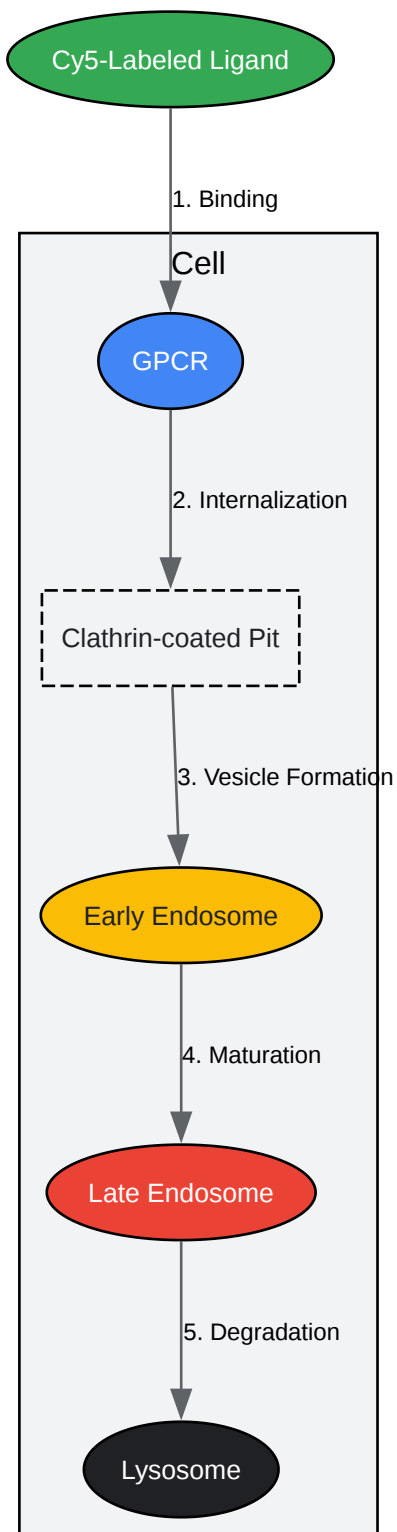 Cy5-Labeled Ligand
1. Binding
Cell
GPCR
2. Internalization
Clathrin-coated Pit
3. Vesicle Formation
Early Endosome
4. Maturation
Late Endosome
5. Degradation
Lysosome